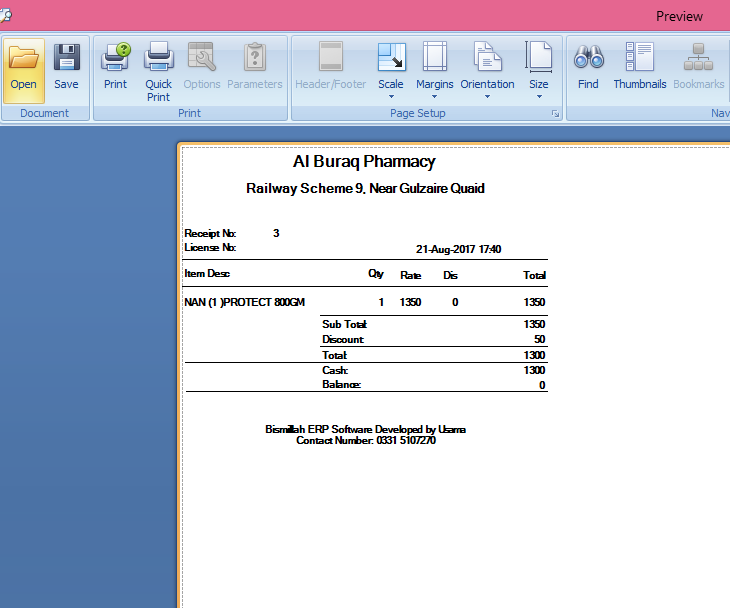 Preview
Open Save Print Quick Print Options Parameters Header/Footer Scale Margins Orientation Size Find Thumbnails Bookmarks
Document Print Page Setup Nav
Al Buraq Pharmacy
Railway Scheme 9, Near Gulzaire Quaid
Receipt No: 3
License No:
21-Aug-2017 17:40
Item Desc Qty Rate Dis Total
NAN (1 )PROTECT 800GM 1 1350 0 1350
Sub Total: 1350
Discount: 50
Total: 1300
Cash: 1300
Balance: 0
Bismillah ERP Software Developed by Usama
Contact Number: 0331 5107270